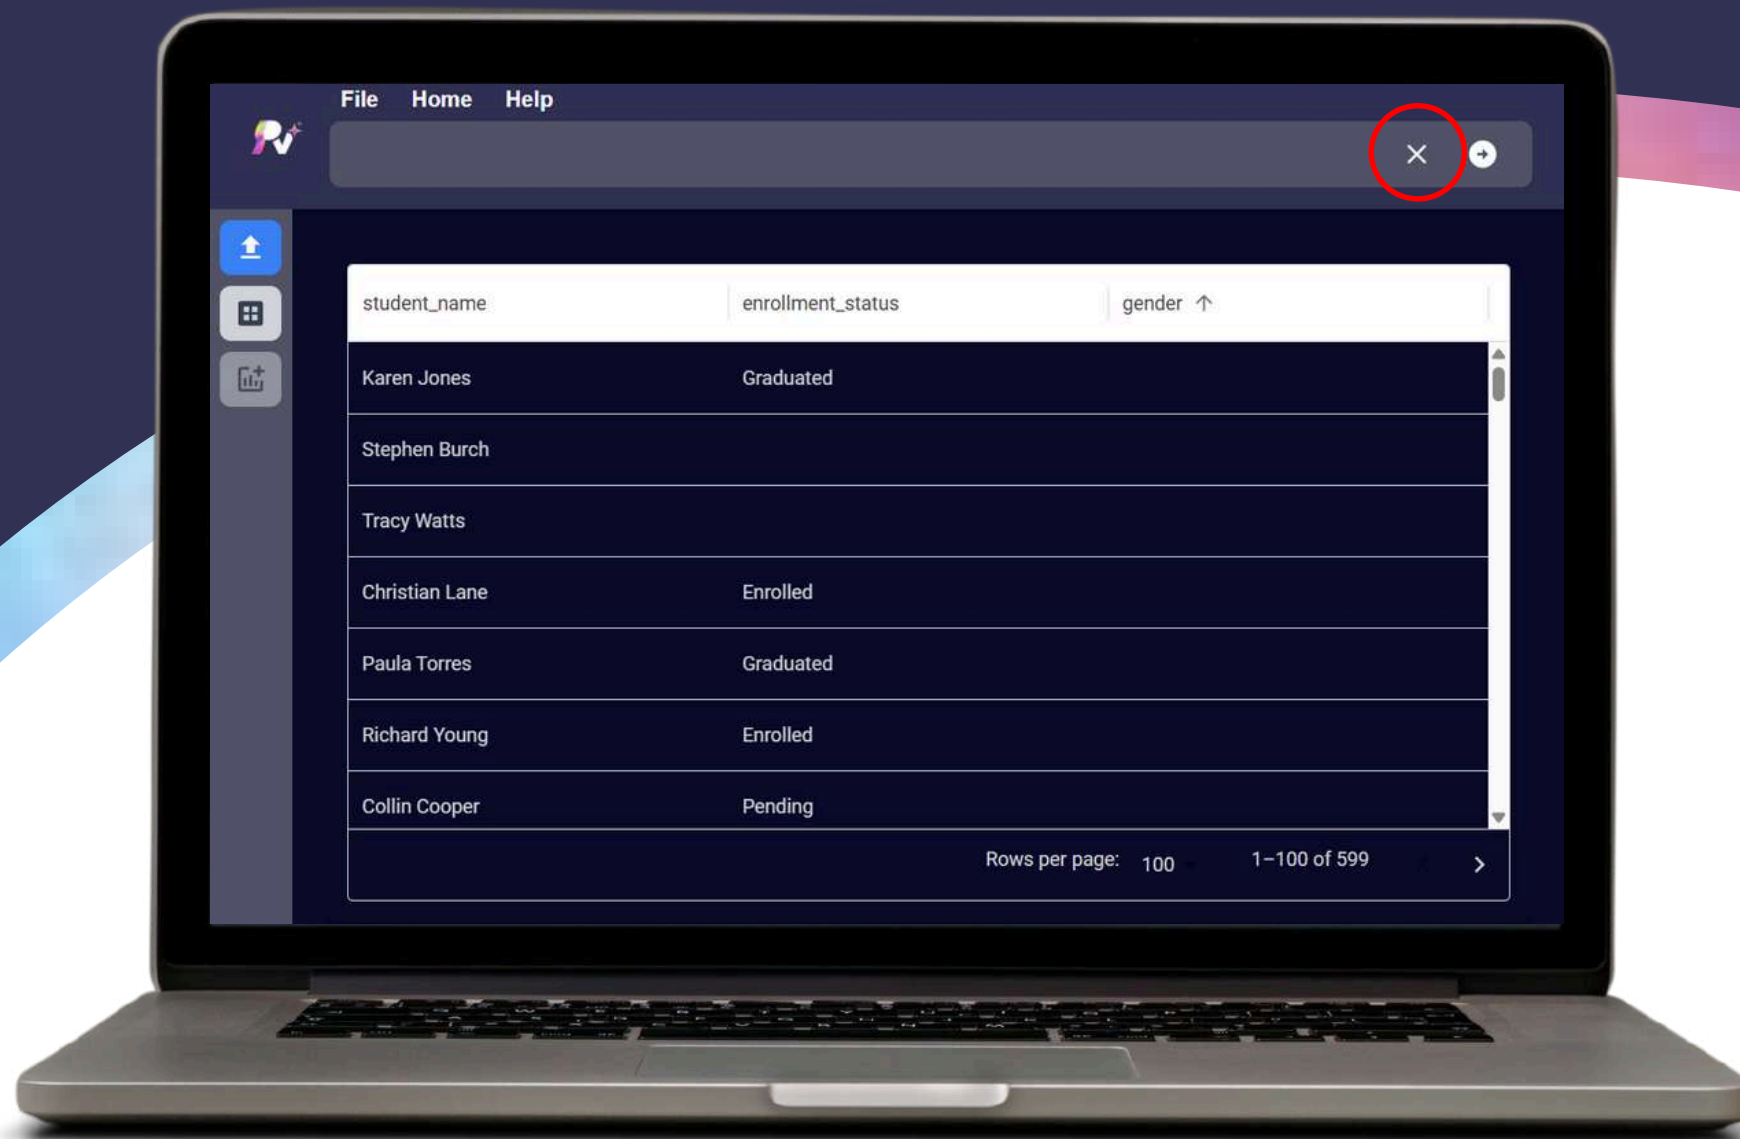 File Home Help
PV
student_name enrollment_status gender ↑
Karen Jones Graduated
Stephen Burch
Tracy Watts
Christian Lane Enrolled
Paula Torres Graduated
Richard Young Enrolled
Collin Cooper Pending
Rows per page: 100 1–100 of 599